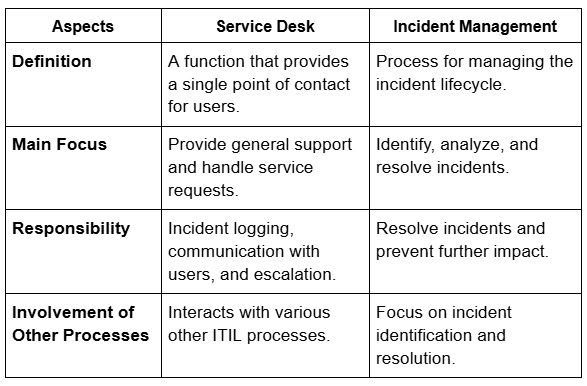 Aspects Service Desk Incident Management
Definition
A function that provides
a single point of contact
for users.
Process for managing the
incident lifecycle.
Main Focus
Provide general support
and handle service
requests.
Identify, analyze, and
resolve incidents.
Responsibility
Incident logging,
communication with
users, and escalation.
Resolve incidents and
prevent further impact.
Involvement of
Other Processes
Interacts with various
other ITIL processes.
Focus on incident
identification and
resolution.